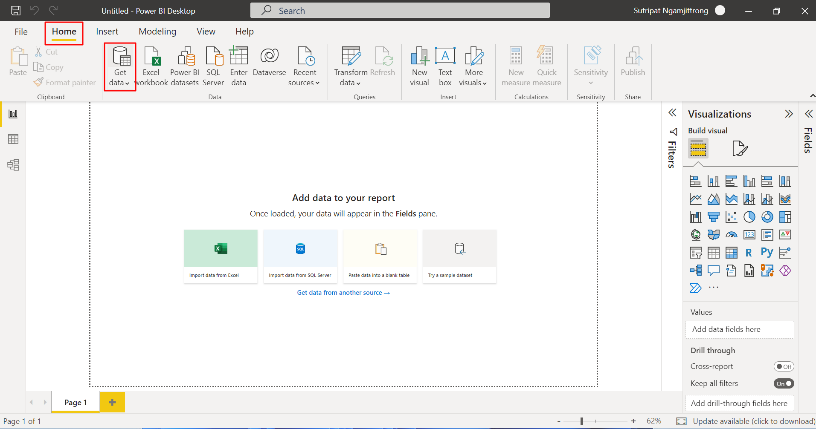 Untitled - Power BI Desktop
Search
Sutripat Ngamjittrong
File
Home
Insert
Modeling
View
Help
Paste
Cut
Copy
Format painter
Clipboard
Get
data
Excel
workbook
Power BI
datasets
SQL
Server
Enter
data
Dataverse
Recent
sources
Data
Transform
data
Refresh
Queries
New
visual
Text
box
More
visuals
Insert
New
measure
Quick
measure
Calculations
Sensitivity
Sensitivity
Publish
Share
Filters
Visualizations
Build visual
Fields
Add data to your report
Once loaded, your data will appear in the Fields pane.
Import data from Excel
SQL
Import data from SQL Server
Paste data into a blank table
Try a sample dataset
Get data from another source →
123
R
Py
Values
Add data fields here
Drill through
Cross-report
Off
Keep all filters
On
Add drill-through fields here
Page 1
Page 1 of 1
62%
Update available (click to download)